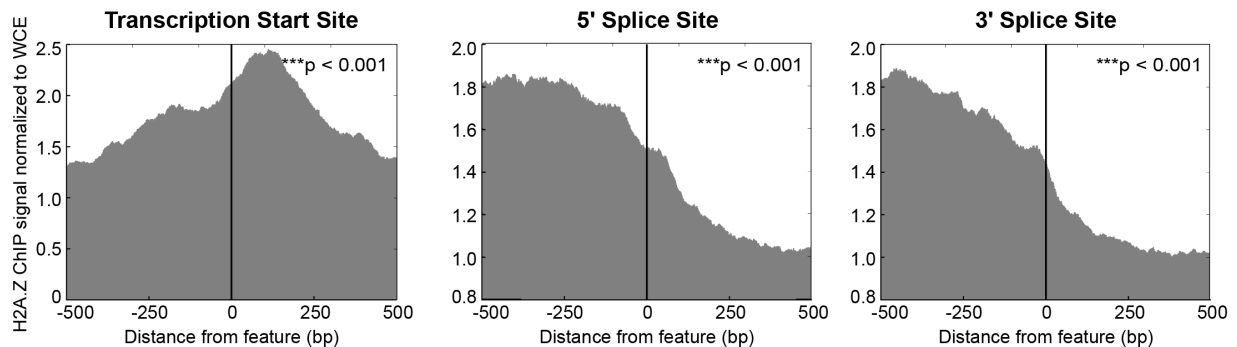 Transcription Start Site
H2A.Z ChIP signal normalized to WCE
2.5
2.0
1.5
1.0
0.5
0
***p < 0.001
-500 -250 0 250 500
Distance from feature (bp)
5' Splice Site
2.0
1.8
1.6
1.4
1.2
1.0
0.8
***p < 0.001
-500 -250 0 250 500
Distance from feature (bp)
3' Splice Site
2.0
1.8
1.6
1.4
1.2
1.0
0.8
***p < 0.001
-500 -250 0 250 500
Distance from feature (bp)